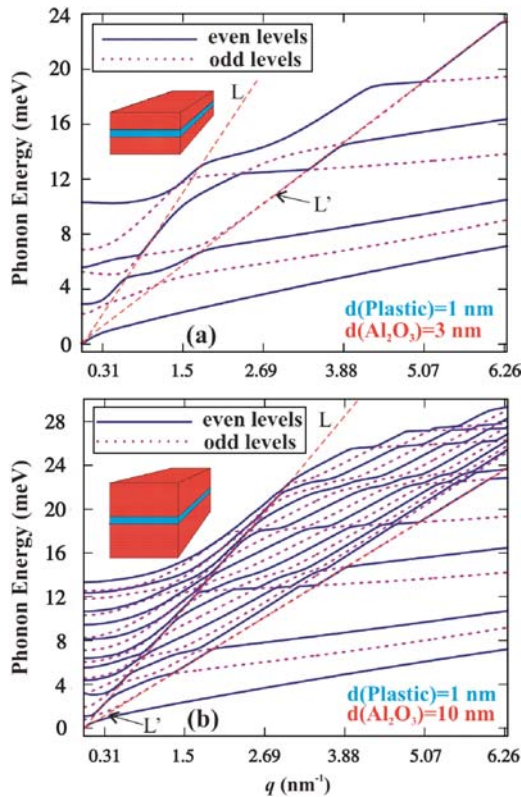 (a)
24
20
16
12
8
4
0
Phonon Energy (meV)
even levels
odd levels
L
L'
d(Plastic)=1 nm
d(Al₂O₃)=3 nm
(a)
0.31 1.5 2.69 3.88 5.07 6.26
(b)
28
24
20
16
12
8
4
0
Phonon Energy (meV)
even levels
odd levels
L
L'
d(Plastic)=1 nm
d(Al₂O₃)=10 nm
(b)
0.31 1.5 2.69 3.88 5.07 6.26
q (nm⁻¹)